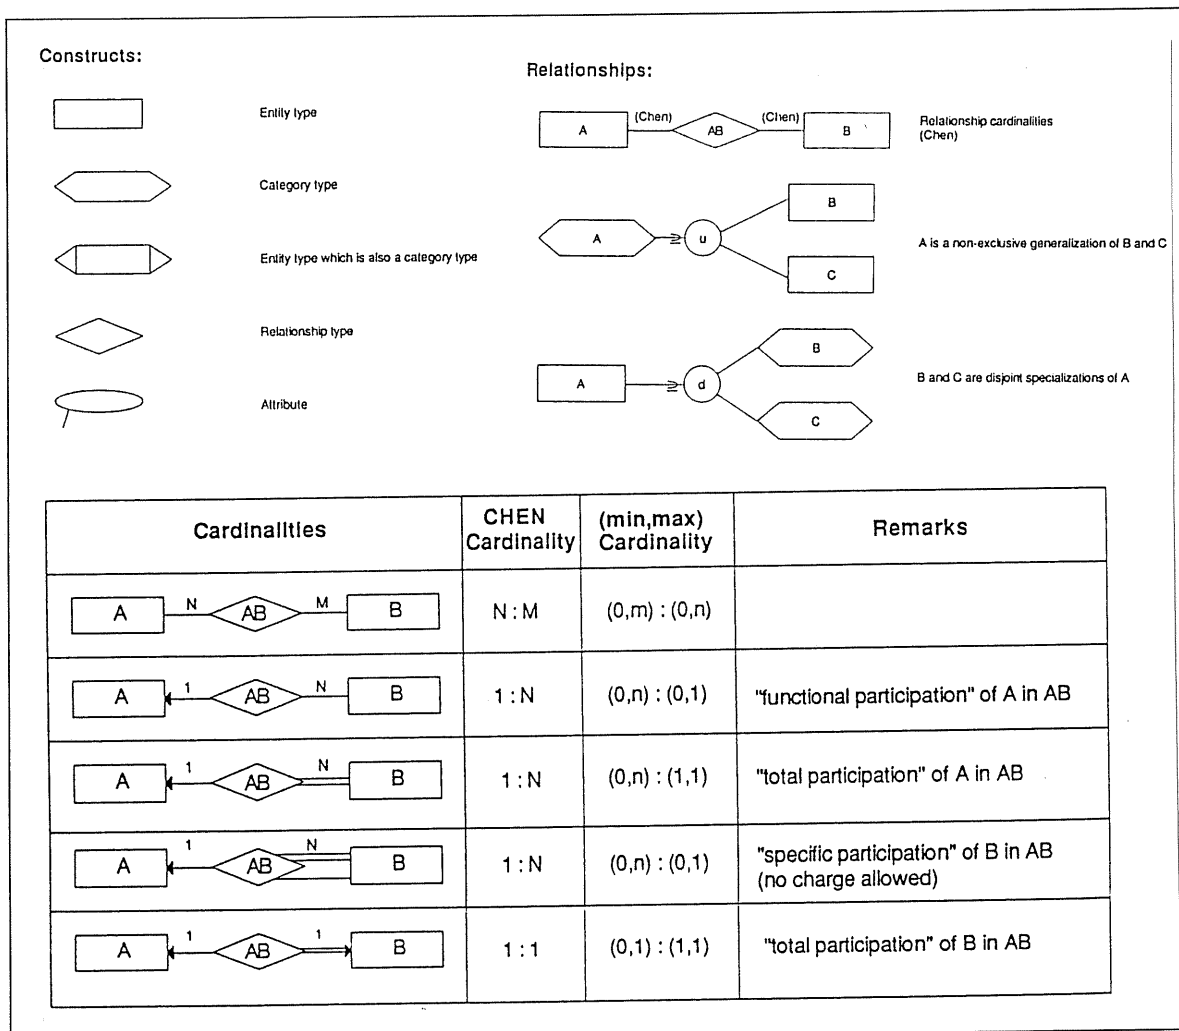 Constructs:
Entity type
Category type
Entity type which is also a category type
Relationship type
Attribute
Relationships:
A (Chen) AB (Chen) B
Relationship cardinalities
(Chen)
A u B C
A is a non-exclusive generalization of B and C
A d B C
B and C are disjoint specializations of A
Cardinalities
CHEN
Cardinality
(min,max)
Cardinality
Remarks
A N AB M B
N : M
(0,m) : (0,n)
A 1 AB N B
1 : N
(0,n) : (0,1)
"functional participation" of A in AB
A 1 AB N B
1 : N
(0,n) : (1,1)
"total participation" of A in AB
A 1 AB N B
1 : N
(0,n) : (0,1)
"specific participation" of B in AB
(no charge allowed)
A 1 AB 1 B
1 : 1
(0,1) : (1,1)
"total participation" of B in AB